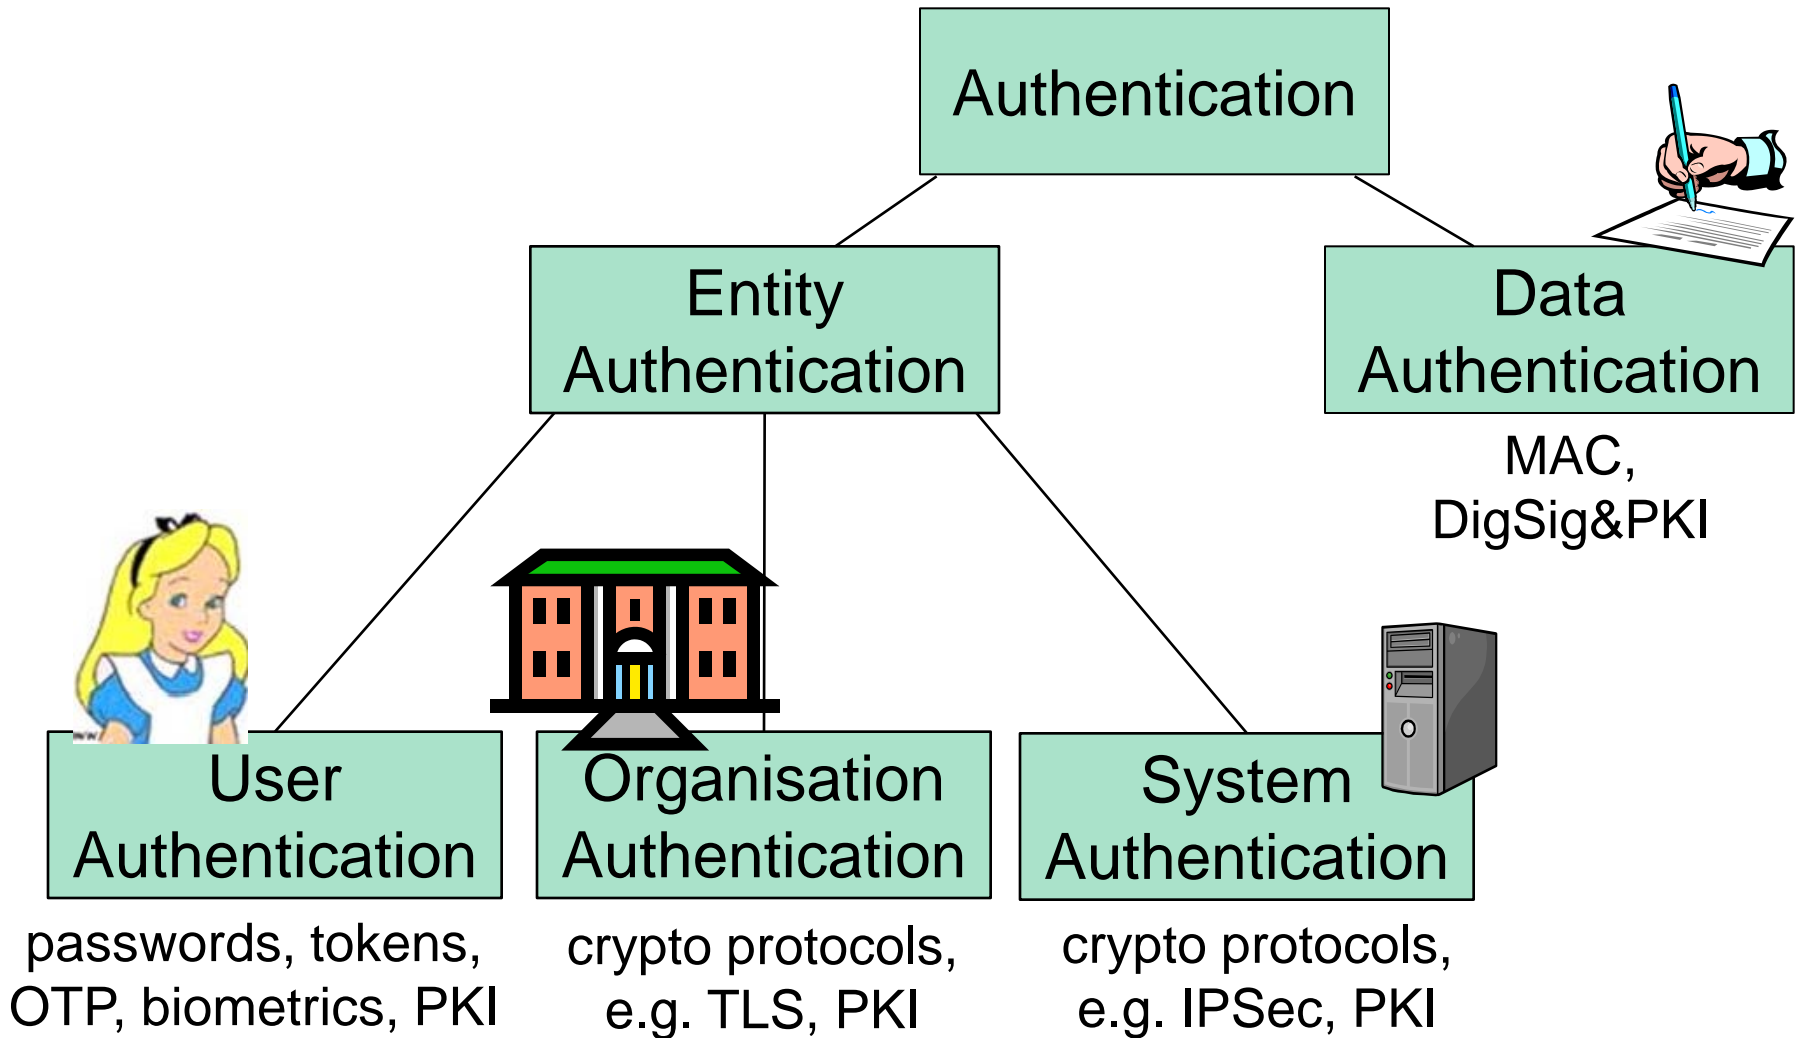 Authentication
Entity
Authentication
Data
Authentication
MAC,
DigSig&PKI
User
Authentication
passwords, tokens,
OTP, biometrics, PKI
Organisation
Authentication
crypto protocols,
e.g. TLS, PKI
System
Authentication
crypto protocols,
e.g. IPSec, PKI